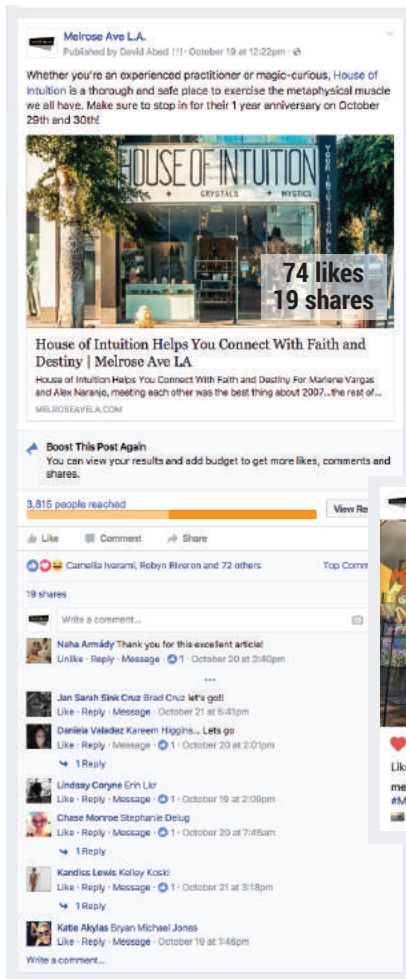 Melrose Ave L.A.
Published by David Abed [?] · October 19 at 12:22pm ·
Whether you're an experienced practitioner or magic-curious, House of
Intuition is a thorough and safe place to exercise the metaphysical muscle
we all have. Make sure to stop in for their 1 year anniversary on October
29th and 30th!
HOUSE OF INTUITION
CRYSTALS + MYSTICS
YOUR INTUITION
74 likes
19 shares
House of Intuition Helps You Connect With Faith and
Destiny | Melrose Ave LA
House of Intuition Helps You Connect With Faith and Destiny For Marlene Vargas
and Alex Naranjo, meeting each other was the best thing about 2007...the rest of...
MELROSEAVELA.COM
Boost This Post Again
You can view your results and add budget to get more likes, comments and
shares.
3,815 people reached
View Re
Like Comment Share
Camellia Ivarami, Robyn Riveron and 72 others
Top Comm
19 shares
Write a comment...
Naha Armády Thank you for this excellent article!
Unlike · Reply · Message · 1 · October 20 at 3:40pm
Jan Sarah Sink Cruz Brad Cruz let's go!!
Like · Reply · Message · October 21 at 5:41pm
Daniela Valadez Kareem Higgins... Lets go
Like · Reply · Message · 1 · October 20 at 2:01pm
1 Reply
Lindsay Coryne Erin Lkr
Like · Reply · Message · 1 · October 19 at 2:09pm
Chase Monroe Stephanie Delug
Like · Reply · Message · 1 · October 20 at 7:45am
1 Reply
Kandiss Lewis Kelley Koski
Like · Reply · Message · 1 · October 21 at 3:18pm
1 Reply
Katie Akylas Bryan Michael Jones
Like · Reply · Message · October 19 at 1:46pm
Write a comment...
Lik
me
#M